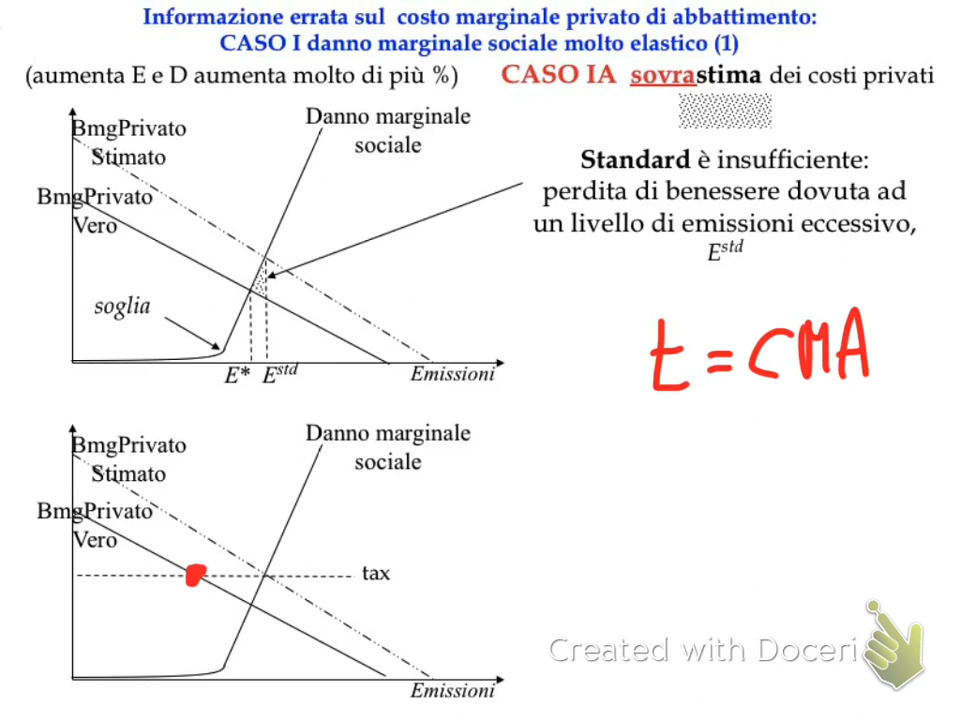 Informazione errata sul costo marginale privato di abbattimento:
CASO I danno marginale sociale molto elastico (1)
(aumenta E e D aumenta molto di più %)
CASO IA sovrastima dei costi privati
BmgPrivato
Stimato
Danno marginale
sociale
BmgPrivato
Vero
soglia
E* Estd
Emissioni
Standard è insufficiente:
perdita di benessere dovuta ad
un livello di emissioni eccessivo,
Estd
t = CMA
BmgPrivato
Stimato
Danno marginale
sociale
BmgPrivato
Vero
tax
Emissioni
Created with Doceri